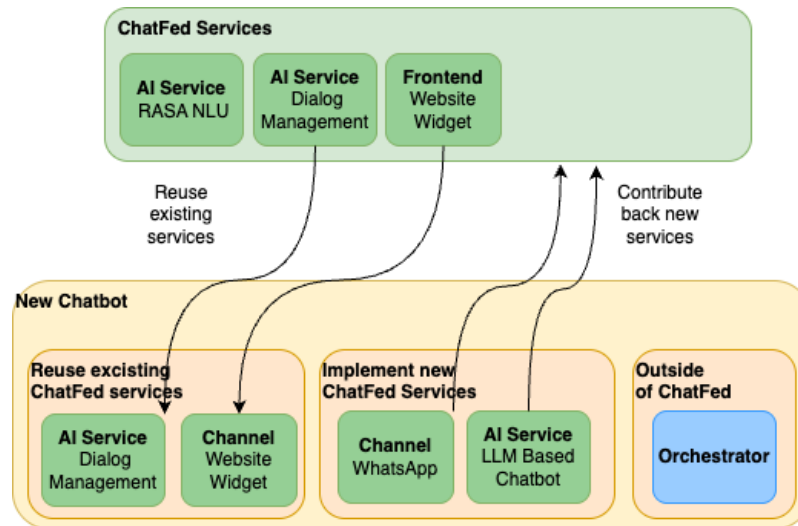 ChatFed Services
AI Service
RASA NLU
AI Service
Dialog
Management
Frontend
Website
Widget
Reuse
existing
services
Contribute
back new
services
New Chatbot
Reuse excisting
ChatFed services
AI Service
Dialog
Management
Channel
Website
Widget
Implement new
ChatFed Services
Channel
WhatsApp
AI Service
LLM Based
Chatbot
Outside
of ChatFed
Orchestrator